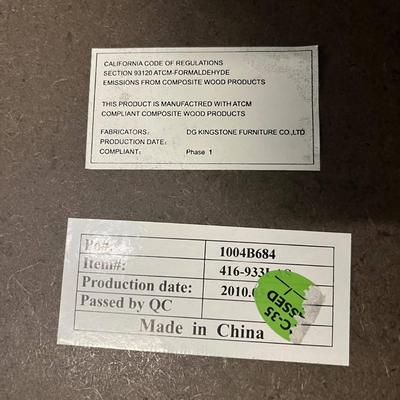 CALIFORNIA CODE OF REGULATIONS
SECTION 93120 ATCM-FORMALDEHYDE
EMISSIONS FROM COMPOSITE WOOD PRODUCTS
THIS PRODUCT IS MANUFACTRED WITH ATCM
COMPLIANT COMPOSITE WOOD PRODUCTS
FABRICATORS: DG KINGSTONE FURNITURE CO.,LTD
PRODUCTION DATE:
COMPLIANT: Phase 1
Po#: 1004B684
Item#:
Production date:
Passed by QC
Made in China